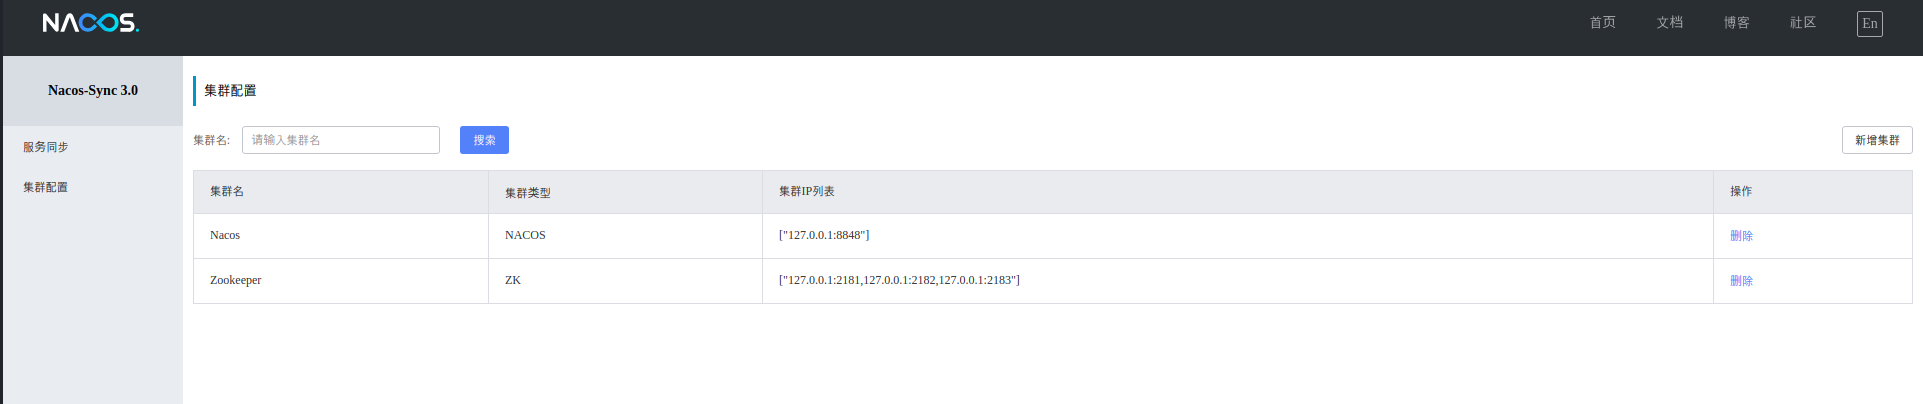 NACOS.
首页 文档 博客 社区 En
Nacos-Sync 3.0
服务同步
集群配置
集群配置
集群名: 请输入集群名 搜索 新增集群
集群名 集群类型 集群IP列表 操作
Nacos NACOS ["127.0.0.1:8848"] 删除
Zookeeper ZK ["127.0.0.1:2181,127.0.0.1:2182,127.0.0.1:2183"] 删除